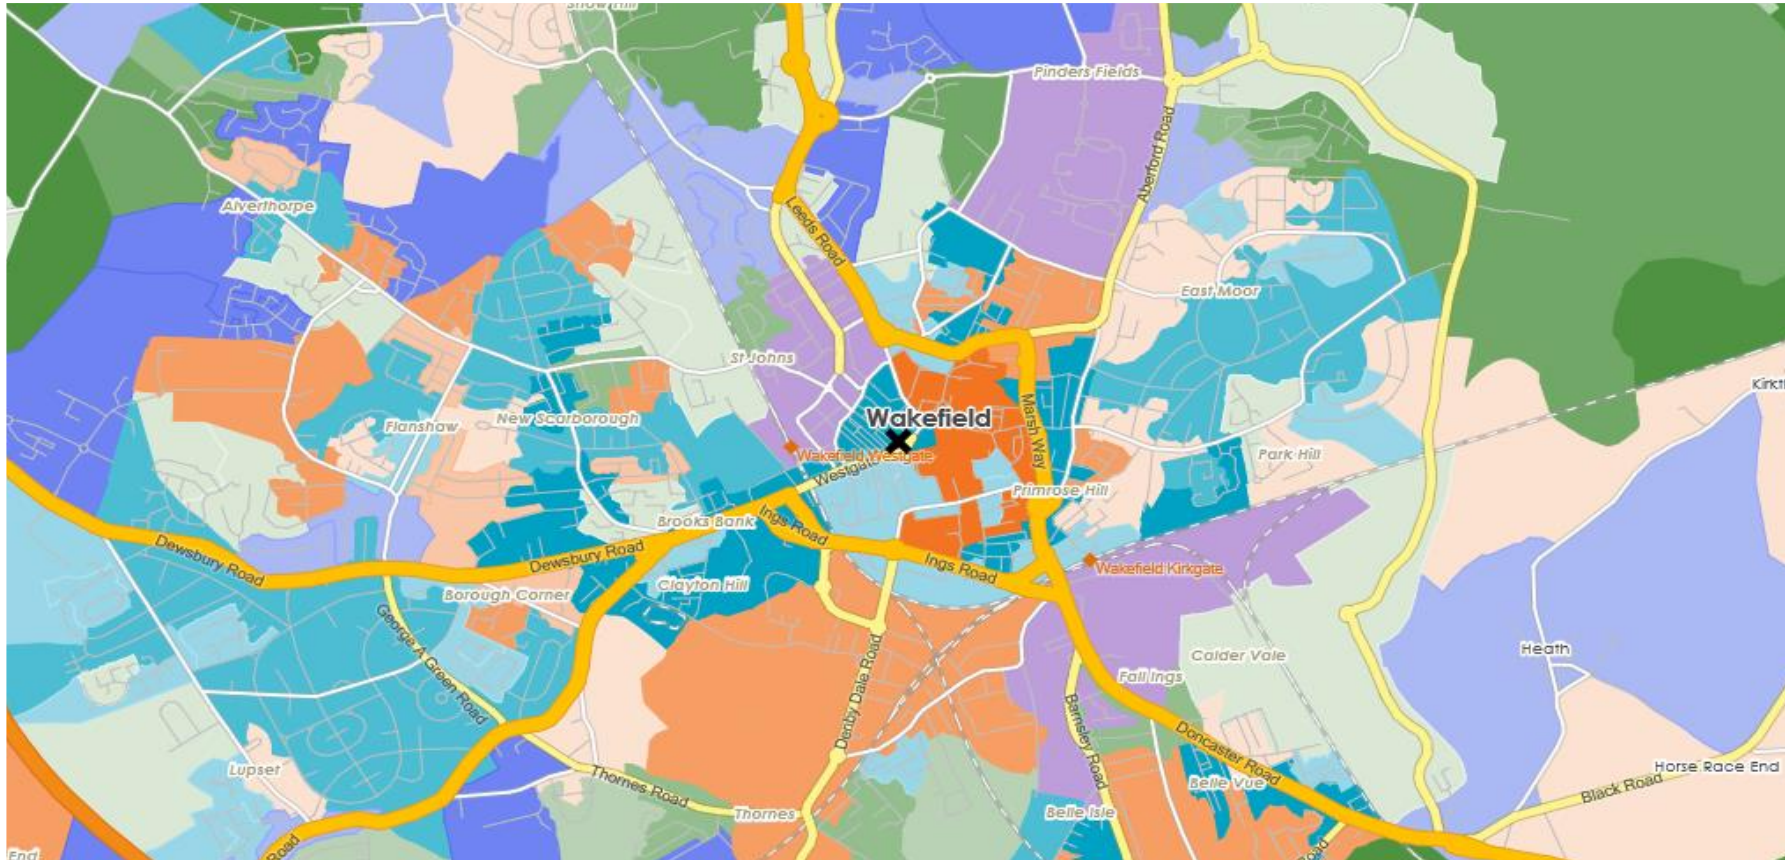 Snow Hill
Pinders Fields
Aberford Road
Alverthorpe
Leeds Road
East Moor
St Johns
Kirkth
Wakefield
Flanshaw
New Scarborough
Marsh Way
Wakefield Westgate
Westgate
Park Hill
Primrose Hill
Brooks Bank
Ings Road
Dewsbury Road
Dewsbury Road
Ings Road
Wakefield Kirkgate
Clayton Hill
Borough Corner
George A Green Road
Calder Vale
Heath
Fall Ings
Denby Dale Road
Barnsley Road
Doncaster Road
Lupset
Horse Race End
Thornes Road
Belle Vue
Black Road
Thornes
Belle Isle
Road
Road
End